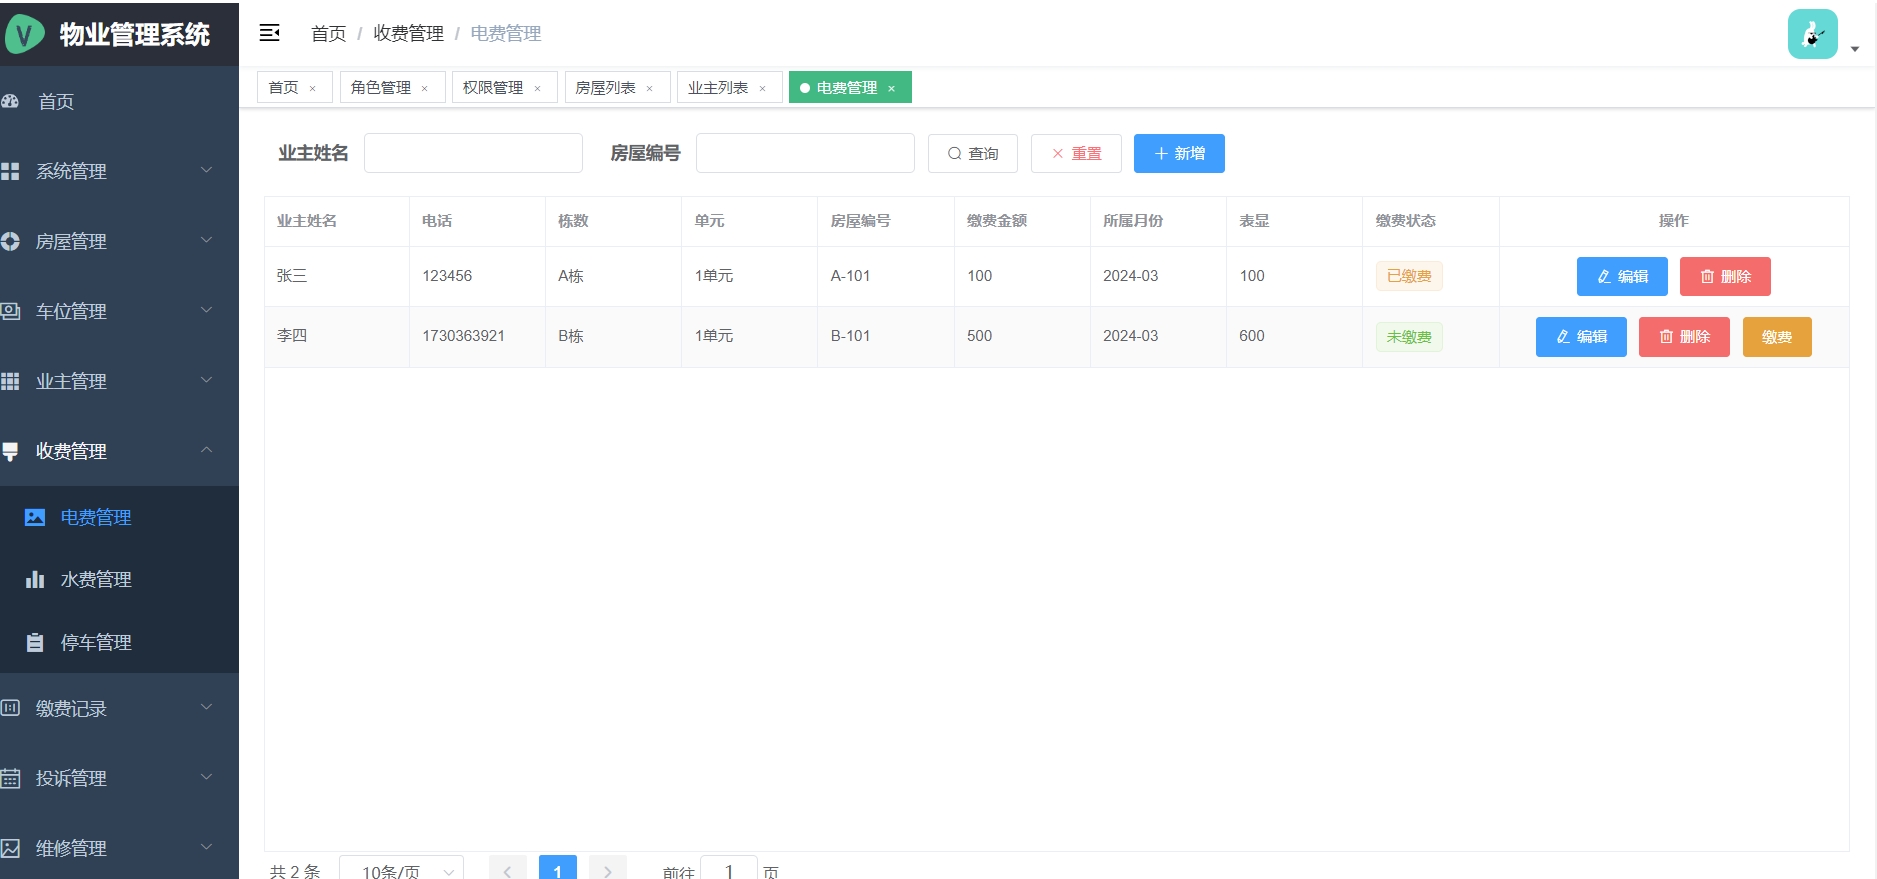 物业管理系统
首页 / 收费管理 / 电费管理
首页 × 角色管理 × 权限管理 × 房屋列表 × 业主列表 × 电费管理 ×
首页
系统管理
房屋管理
车位管理
业主管理
收费管理
电费管理
水费管理
停车管理
缴费记录
投诉管理
维修管理
业主姓名 房屋编号 查询 重置 新增
业主姓名 电话 栋数 单元 房屋编号 缴费金额 所属月份 表显 缴费状态 操作
张三 123456 A栋 1单元 A-101 100 2024-03 100 已缴费 编辑 删除
李四 1730363921 B栋 1单元 B-101 500 2024-03 600 未缴费 编辑 删除 缴费
共 2 条 10条/页 1 前往 1 页